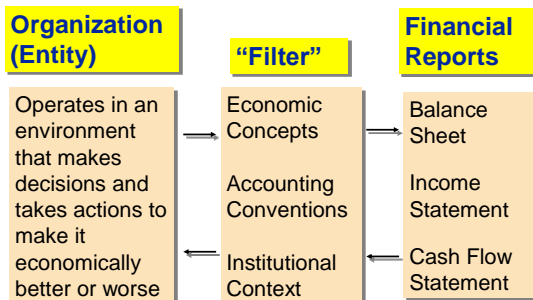 Organization
(Entity)
Operates in an
environment
that makes
decisions and
takes actions to
make it
economically
better or worse
“Filter”
Economic
Concepts
Accounting
Conventions
Institutional
Context
Financial
Reports
Balance
Sheet
Income
Statement
Cash Flow
Statement